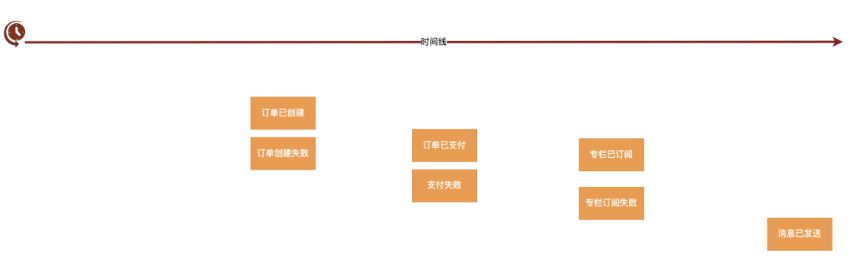 时间线
订单已创建
订单创建失败
订单已支付
支付失败
专栏已订阅
专栏订阅失败
消息已发送